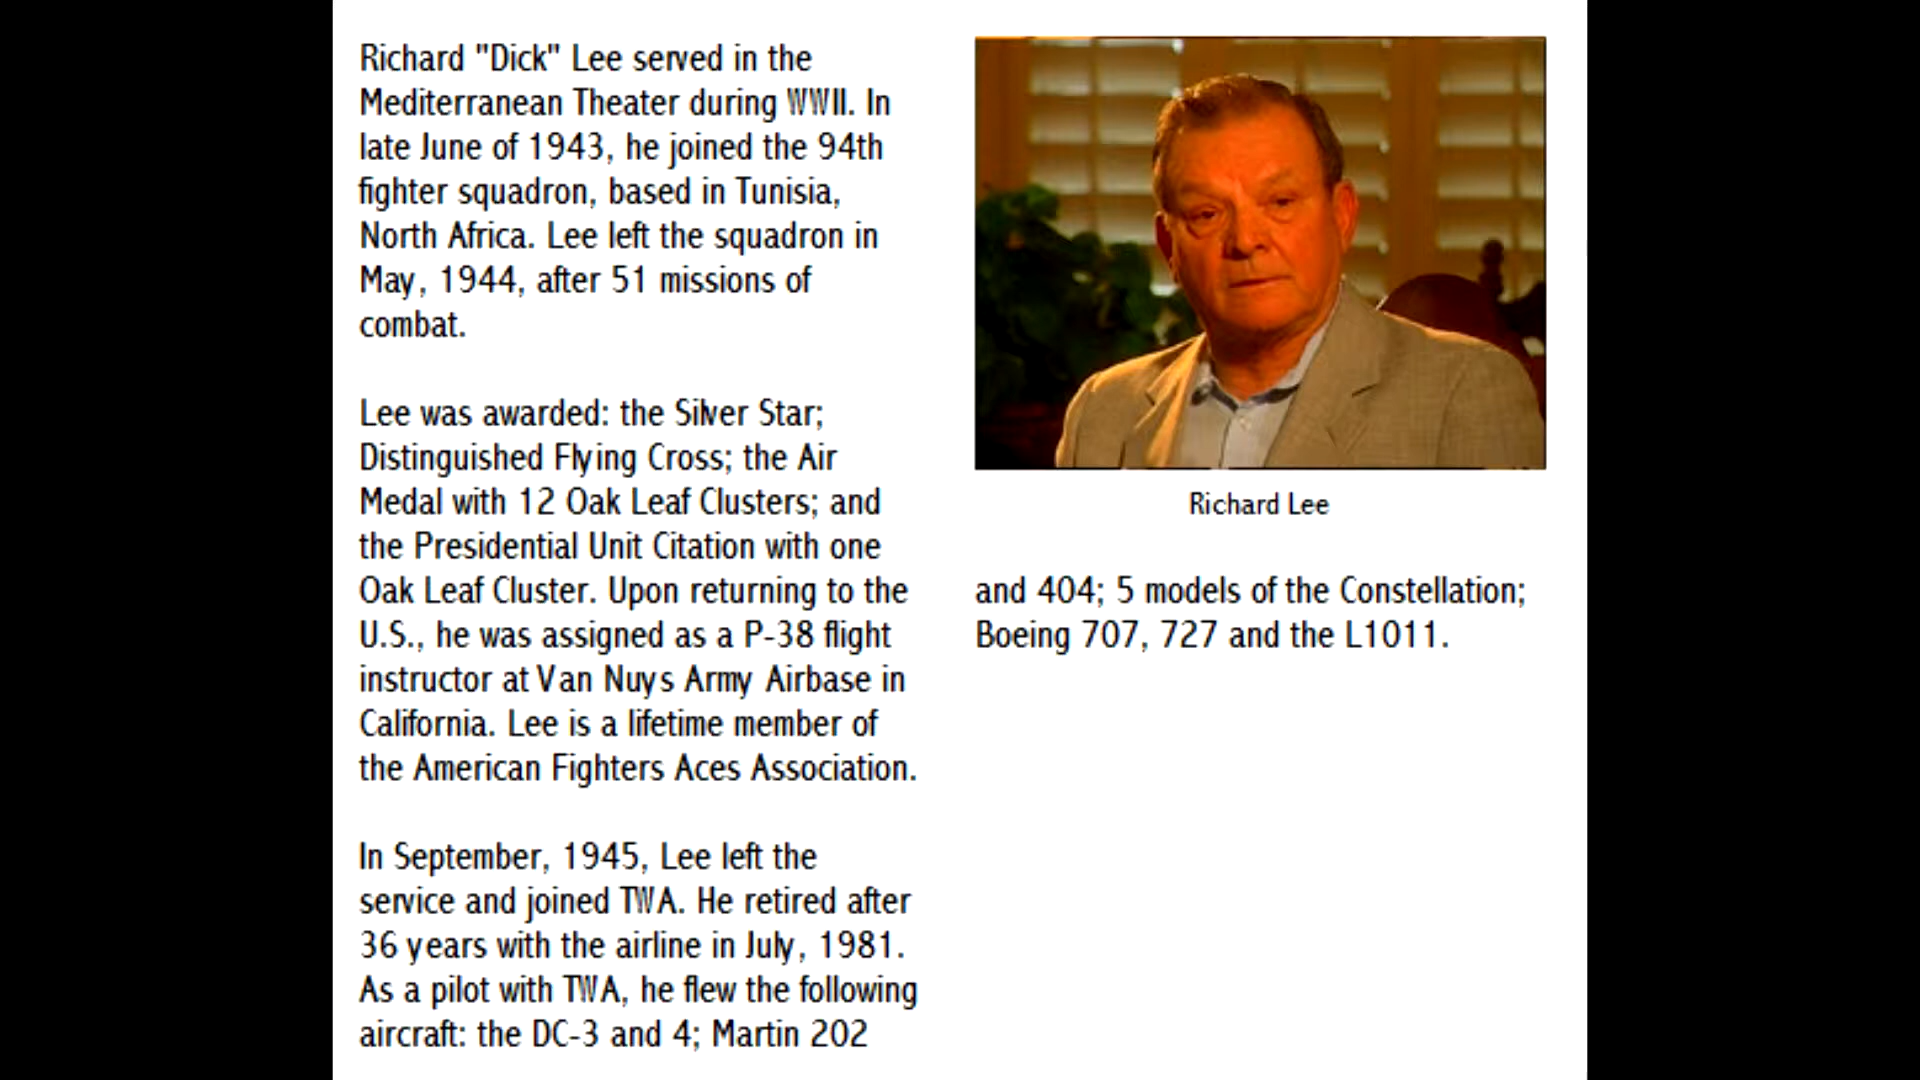 Richard "Dick" Lee served in the
Mediterranean Theater during WWII. In
late June of 1943, he joined the 94th
fighter squadron, based in Tunisia,
North Africa. Lee left the squadron in
May, 1944, after 51 missions of
combat.
Lee was awarded: the Silver Star;
Distinguished Flying Cross; the Air
Medal with 12 Oak Leaf Clusters; and
the Presidential Unit Citation with one
Oak Leaf Cluster. Upon returning to the
U.S., he was assigned as a P-38 flight
instructor at Van Nuys Army Airbase in
California. Lee is a lifetime member of
the American Fighters Aces Association.
In September, 1945, Lee left the
service and joined TWA. He retired after
36 years with the airline in July, 1981.
As a pilot with TWA, he flew the following
aircraft: the DC-3 and 4; Martin 202
Richard Lee
and 404; 5 models of the Constellation;
Boeing 707, 727 and the L1011.